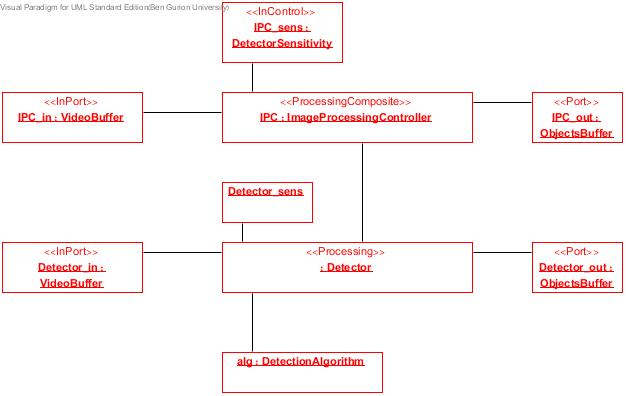 Visual Paradigm for UML Standard Edition(Ben Gurion University)
<<InControl>>
IPC_sens :
DetectorSensitivity
<<InPort>>
IPC_in : VideoBuffer
<<ProcessingComposite>>
IPC : ImageProcessingController
<<Port>>
IPC_out :
ObjectsBuffer
Detector_sens
<<InPort>>
Detector_in :
VideoBuffer
<<Processing>>
: Detector
<<Port>>
Detector_out :
ObjectsBuffer
alg : DetectionAlgorithm